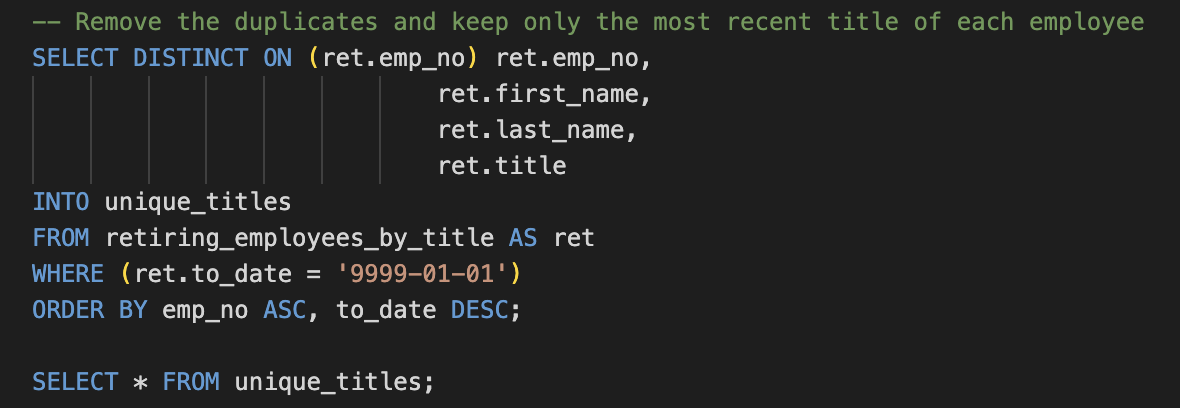 -- Remove the duplicates and keep only the most recent title of each employee
SELECT DISTINCT ON (ret.emp_no) ret.emp_no,
ret.first_name,
ret.last_name,
ret.title
INTO unique_titles
FROM retiring_employees_by_title AS ret
WHERE (ret.to_date = '9999-01-01')
ORDER BY emp_no ASC, to_date DESC;
SELECT * FROM unique_titles;